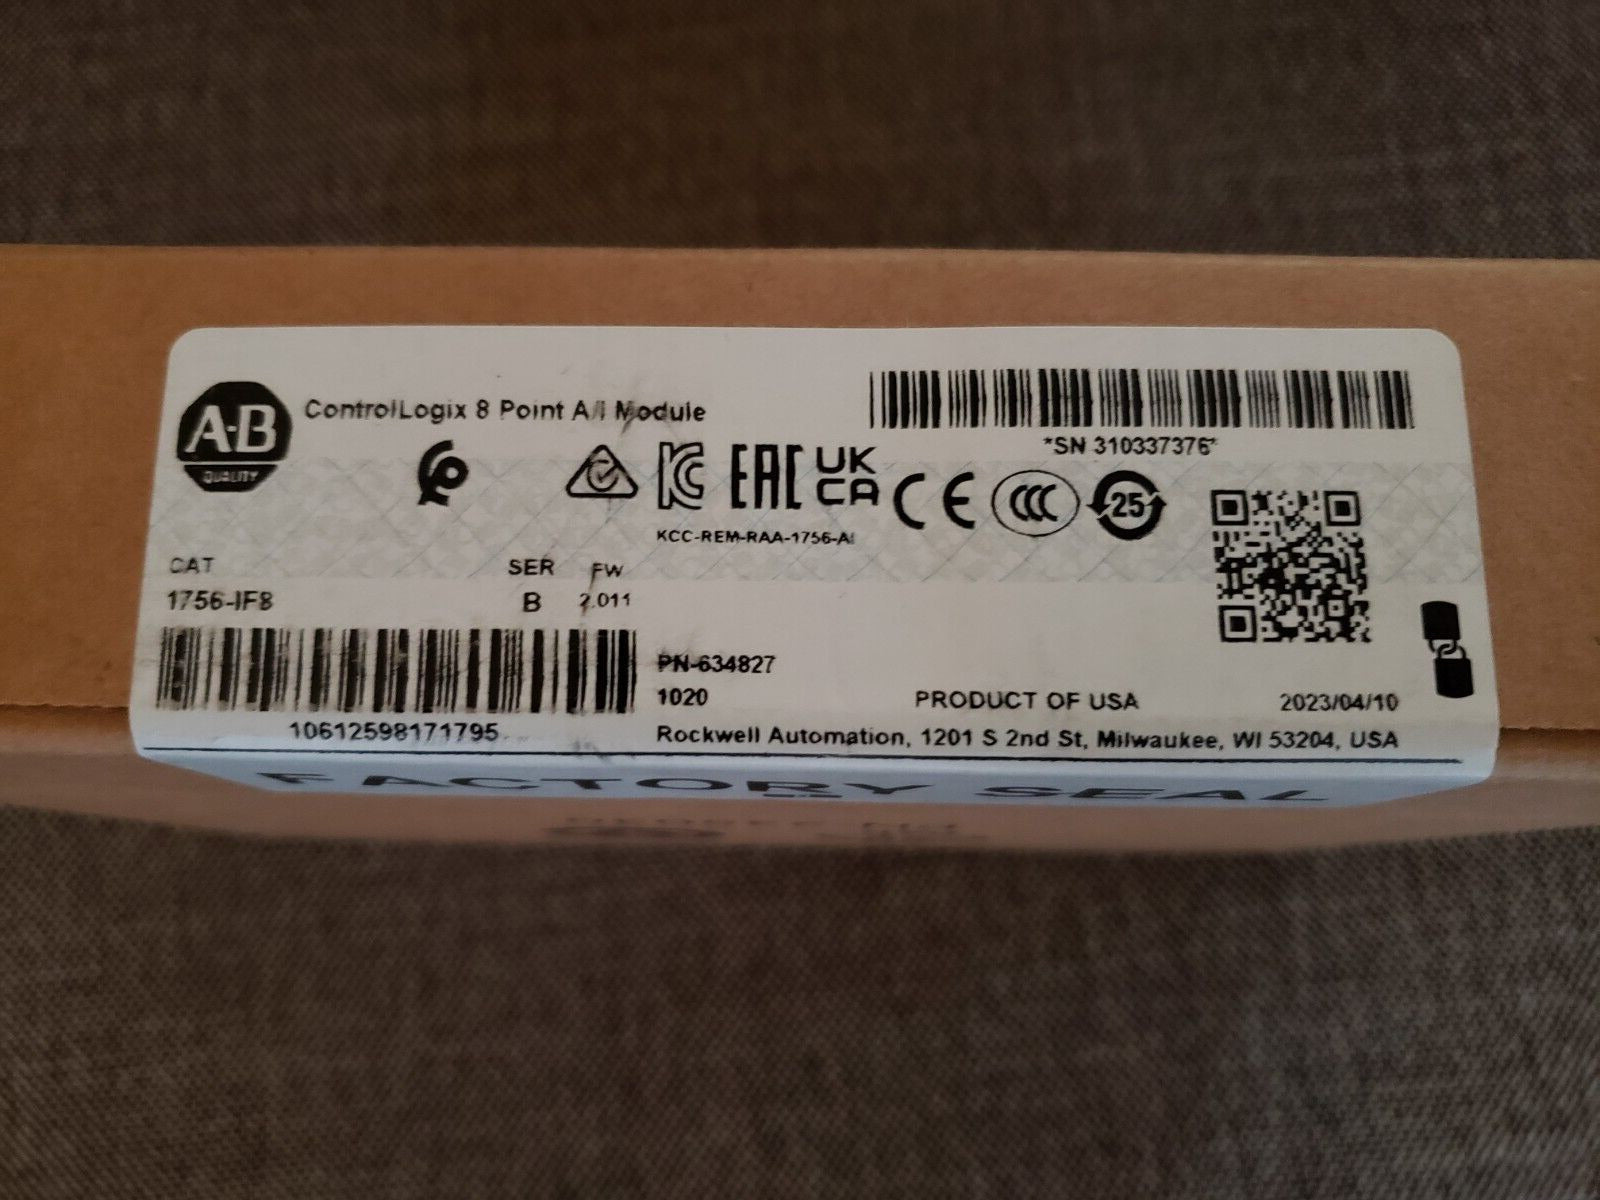 A-B
QUALITY
ControlLogix 8 Point A/I Module
*SN 310337376*
KC
EAC
UK
CA
CE
CCC
25
KCC-REM-RAA-1756-AI
CAT
SER
FW
1756-IF8
B
2.011
PN-634827
1020
PRODUCT OF USA
2023/04/10
10612598171795
Rockwell Automation, 1201 S 2nd St, Milwaukee, WI 53204, USA
FACTORY SEAL